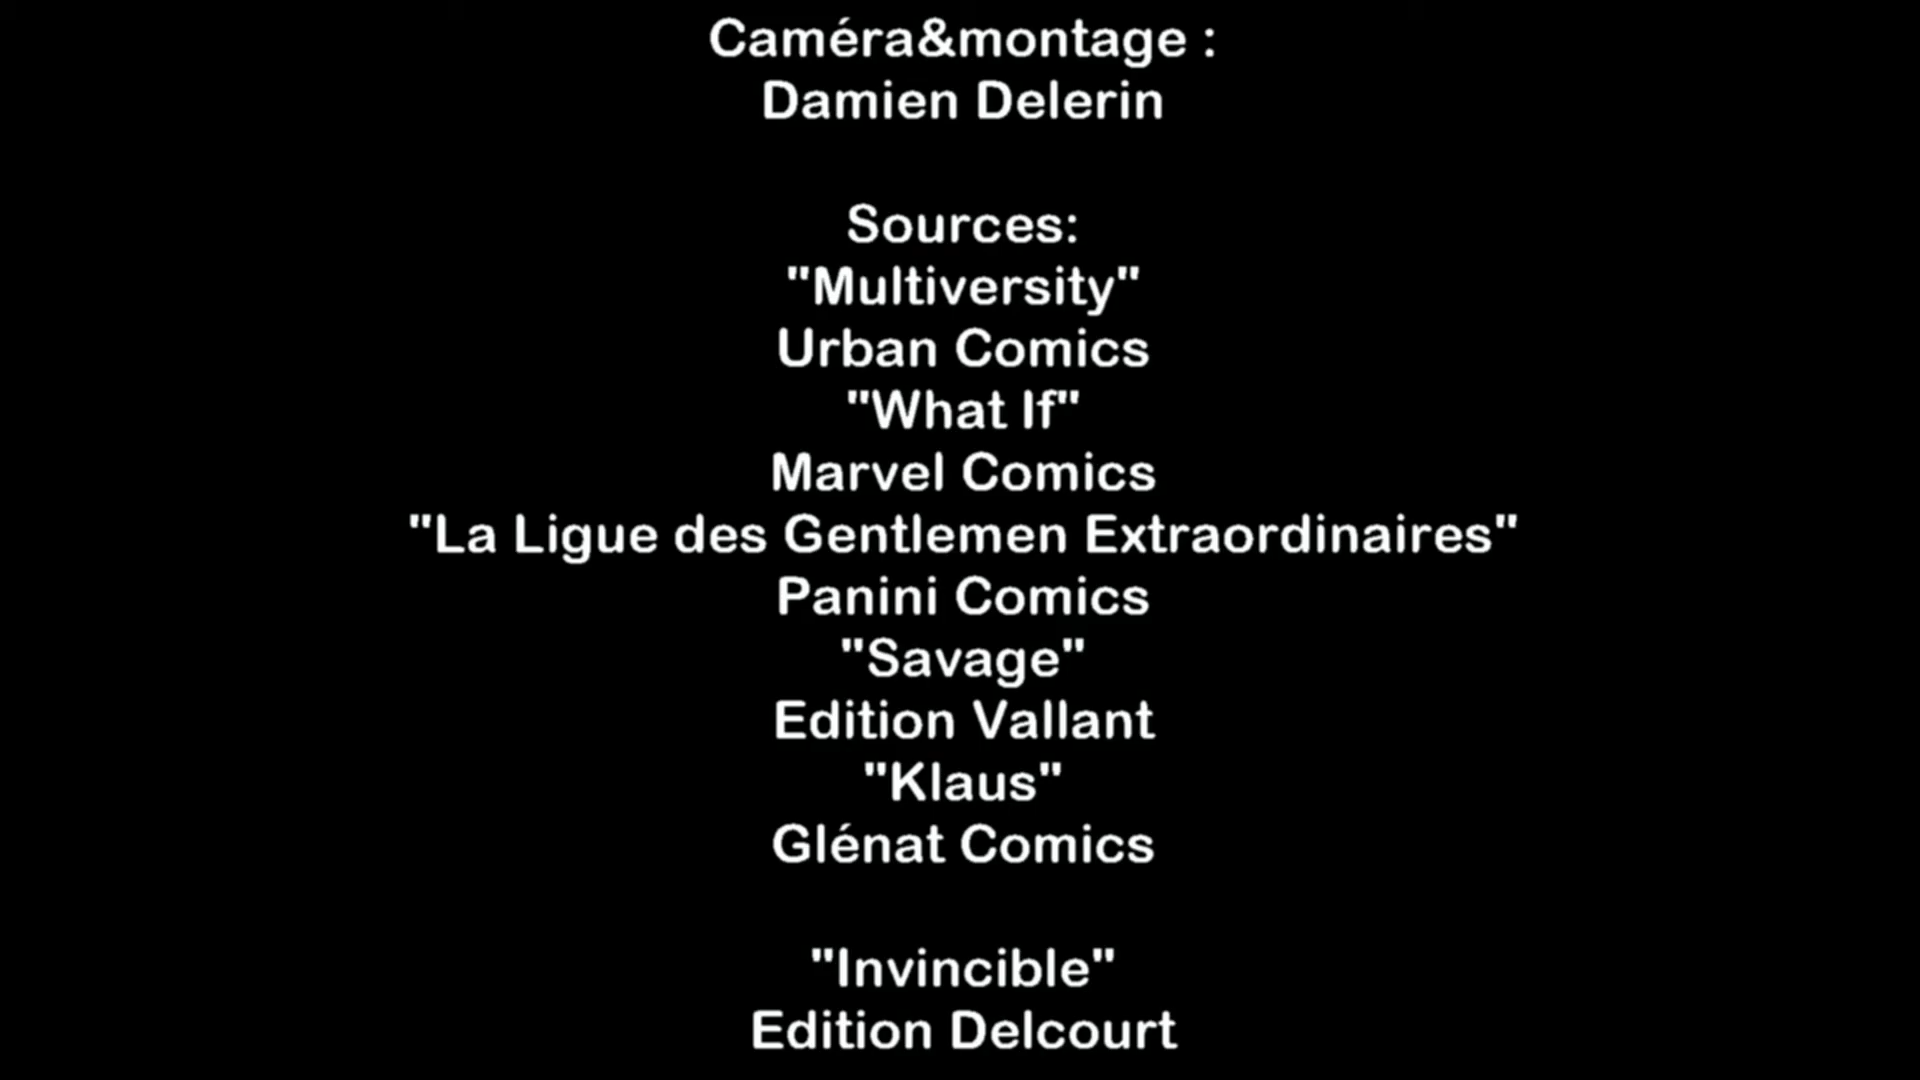 Caméra&montage :
Damien Delerin
Sources:
"Multiversity"
Urban Comics
"What If"
Marvel Comics
"La Ligue des Gentlemen Extraordinaires"
Panini Comics
"Savage"
Edition Vallant
"Klaus"
Glénat Comics
"Invincible"
Edition Delcourt